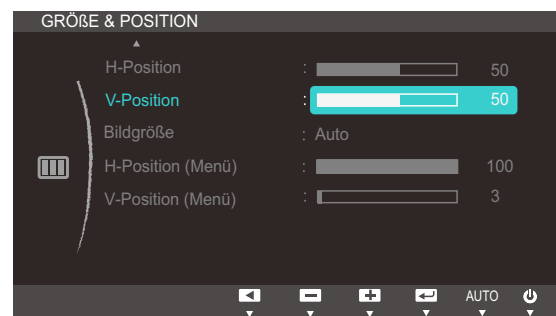 GRÖẞE & POSITION
H-Position : 50
V-Position : 50
Bildgröße : Auto
H-Position (Menü) : 100
V-Position (Menü) : 3
AUTO